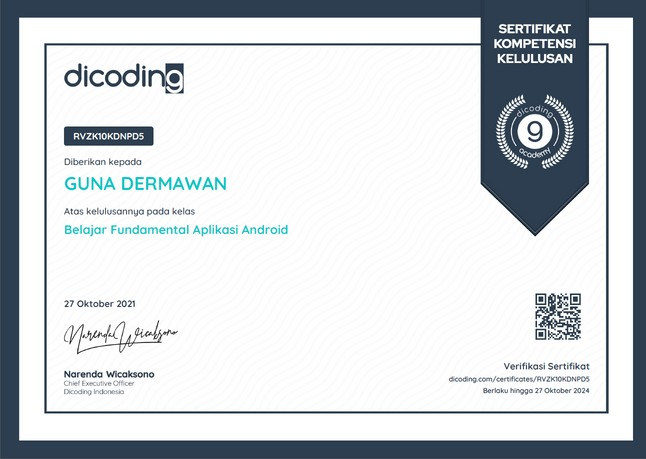 SERTIFIKAT
KOMPETENSI
KELULUSAN
dicoding
dicoding
9
academy
RVZK10KDNPD5
Diberikan kepada
GUNA DERMAWAN
Atas kelulusannya pada kelas
Belajar Fundamental Aplikasi Android
27 Oktober 2021
Narenda Wicaksono
Narenda Wicaksono
Chief Executive Officer
Dicoding Indonesia
Verifikasi Sertifikat
dicoding.com/certificates/RVZK10KDNPD5
Berlaku hingga 27 Oktober 2024